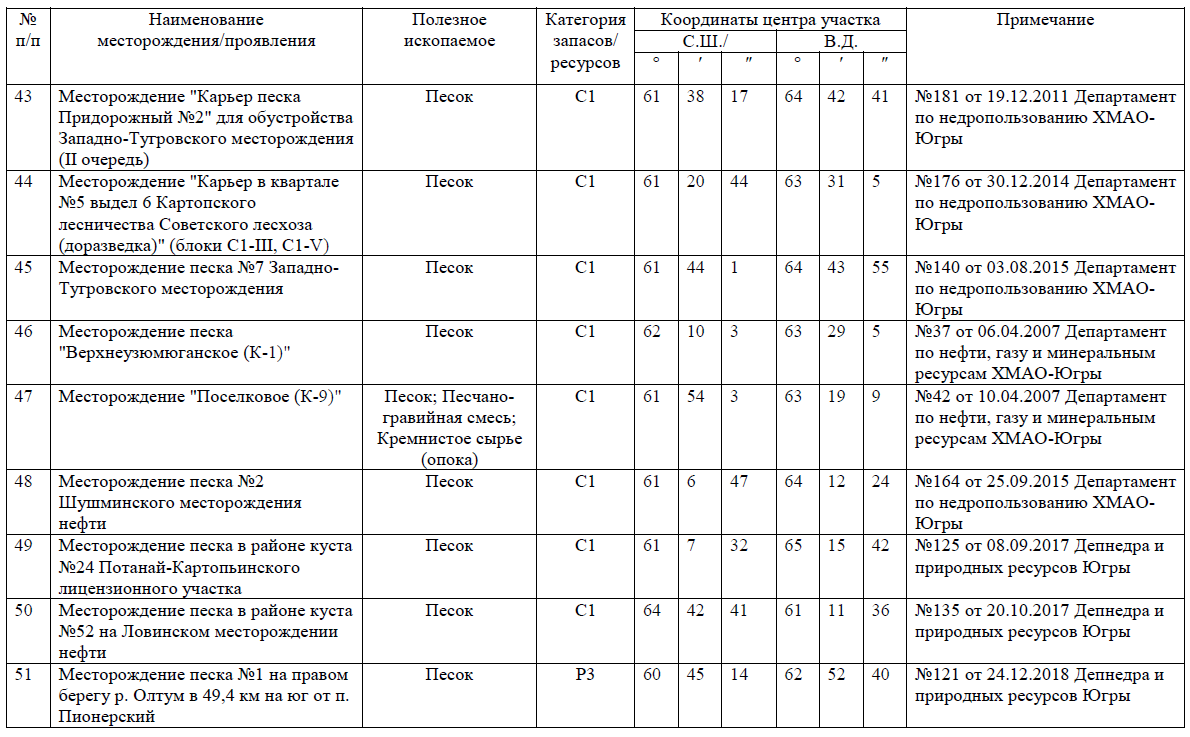 № п/п
Наименование месторождения/проявления
Полезное ископаемое
Категория запасов/ ресурсов
Координаты центра участка
Примечание
С.Ш./
В.Д.
° ′ ″ ° ′ ″
43
Месторождение "Карьер песка
Придорожный №2" для обустройства
Западно-Тугровского месторождения
(II очередь)
Песок
С1
61 38 17 64 42 41
№181 от 19.12.2011 Департамент
по недропользованию ХМАО-
Югры
44
Месторождение "Карьер в квартале
№5 выдел 6 Картопского
лесничества Советского лесхоза
(доразведка)" (блоки С1-III, С1-V)
Песок
С1
61 20 44 63 31 5
№176 от 30.12.2014 Департамент
по недропользованию ХМАО-
Югры
45
Месторождение песка №7 Западно-
Тугровского месторождения
Песок
С1
61 44 1 64 43 55
№140 от 03.08.2015 Департамент
по недропользованию ХМАО-
Югры
46
Месторождение песка
"Верхнеузюмюганское (К-1)"
Песок
С1
62 10 3 63 29 5
№37 от 06.04.2007 Департамент
по нефти, газу и минеральным
ресурсам ХМАО-Югры
47
Месторождение "Поселковое (К-9)"
Песок; Песчано-
гравийная смесь;
Кремнистое сырье
(опока)
С1
61 54 3 63 19 9
№42 от 10.04.2007 Департамент
по нефти, газу и минеральным
ресурсам ХМАО-Югры
48
Месторождение песка №2
Шушминского месторождения
нефти
Песок
С1
61 6 47 64 12 24
№164 от 25.09.2015 Департамент
по недропользованию ХМАО-
Югры
49
Месторождение песка в районе куста
№24 Потанай-Картопьинского
лицензионного участка
Песок
С1
61 7 32 65 15 42
№125 от 08.09.2017 Депнедра и
природных ресурсов Югры
50
Месторождение песка в районе куста
№52 на Ловинском месторождении
нефти
Песок
С1
64 42 41 61 11 36
№135 от 20.10.2017 Депнедра и
природных ресурсов Югры
51
Месторождение песка №1 на правом
берегу р. Олтум в 49,4 км на юг от п.
Пионерский
Песок
Р3
60 45 14 62 52 40
№121 от 24.12.2018 Депнедра и
природных ресурсов Югры